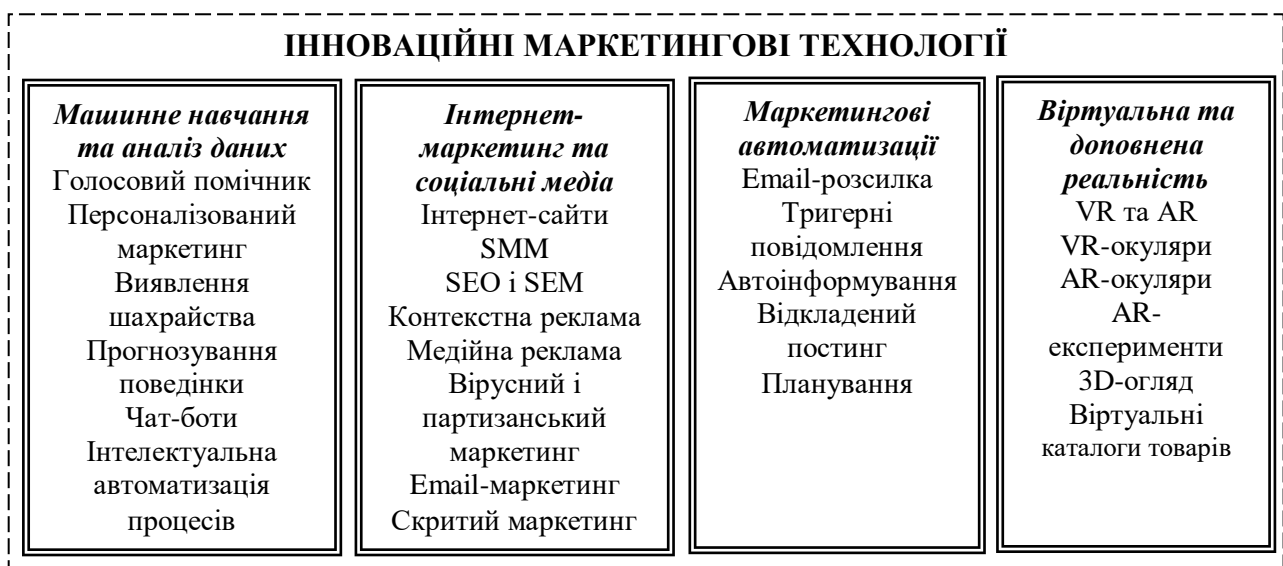 ІННОВАЦІЙНІ МАРКЕТИНГОВІ ТЕХНОЛОГІЇ
Машинне навчання
та аналіз даних
Голосовий помічник
Персоналізований
маркетинг
Виявлення
шахрайства
Прогнозування
поведінки
Чат-боти
Інтелектуальна
автоматизація
процесів
Інтернет-
маркетинг та
соціальні медіа
Інтернет-сайти
SMM
SEO і SEM
Контекстна реклама
Медійна реклама
Вірусний і
партизанський
маркетинг
Email-маркетинг
Скритий маркетинг
Маркетингові
автоматизації
Email-розсилка
Тригерні
повідомлення
Автоінформування
Відкладений
постинг
Планування
Віртуальна та
доповнена
реальність
VR та AR
VR-окуляри
AR-окуляри
AR-
експерименти
3D-огляд
Віртуальні
каталоги товарів